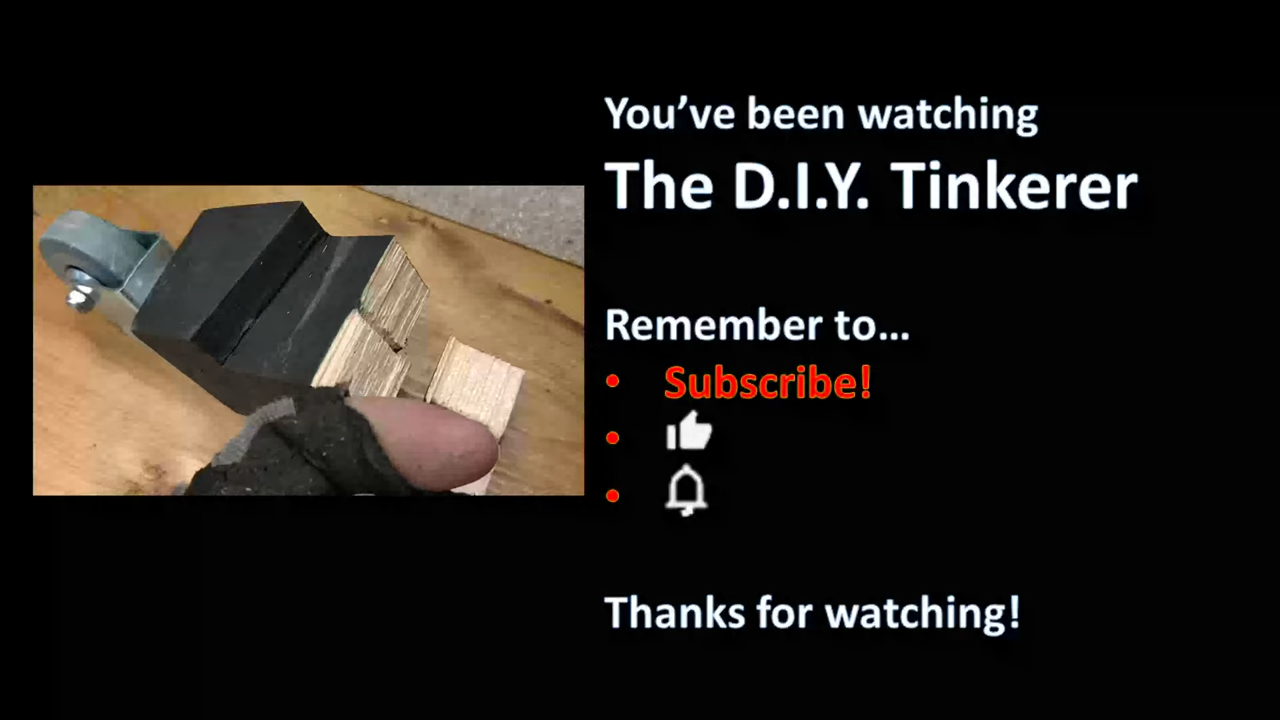 You've been watching
The D.I.Y. Tinkerer
Remember to...
Subscribe!
Thanks for watching!